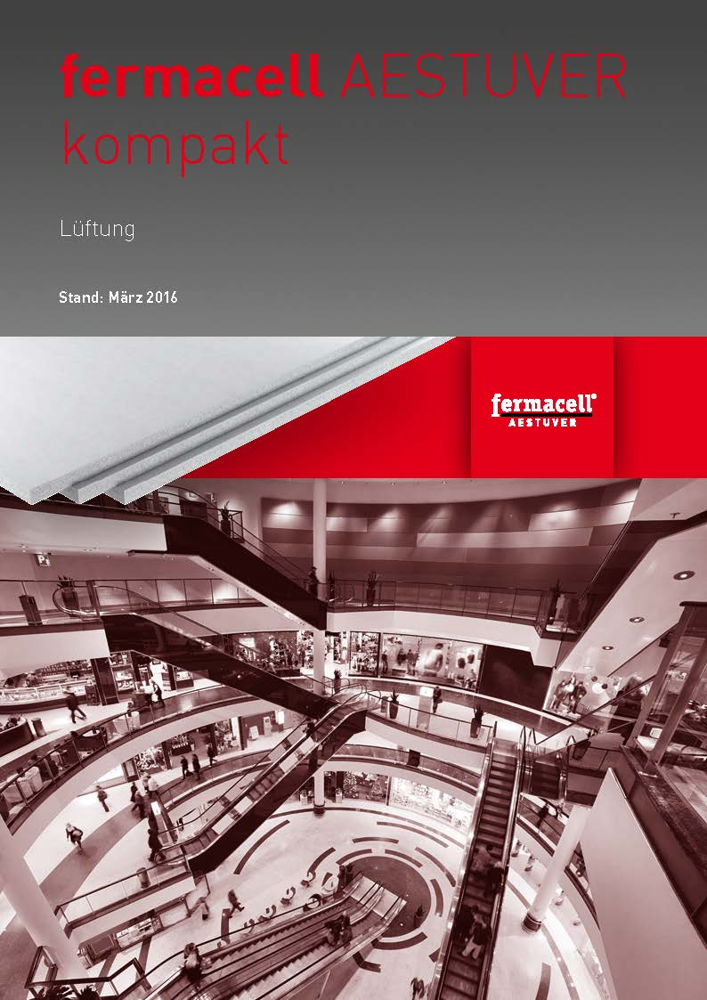 fermacell AESTUVER
kompakt
Lüftung
Stand: März 2016
fermacell®
AESTUVER
P